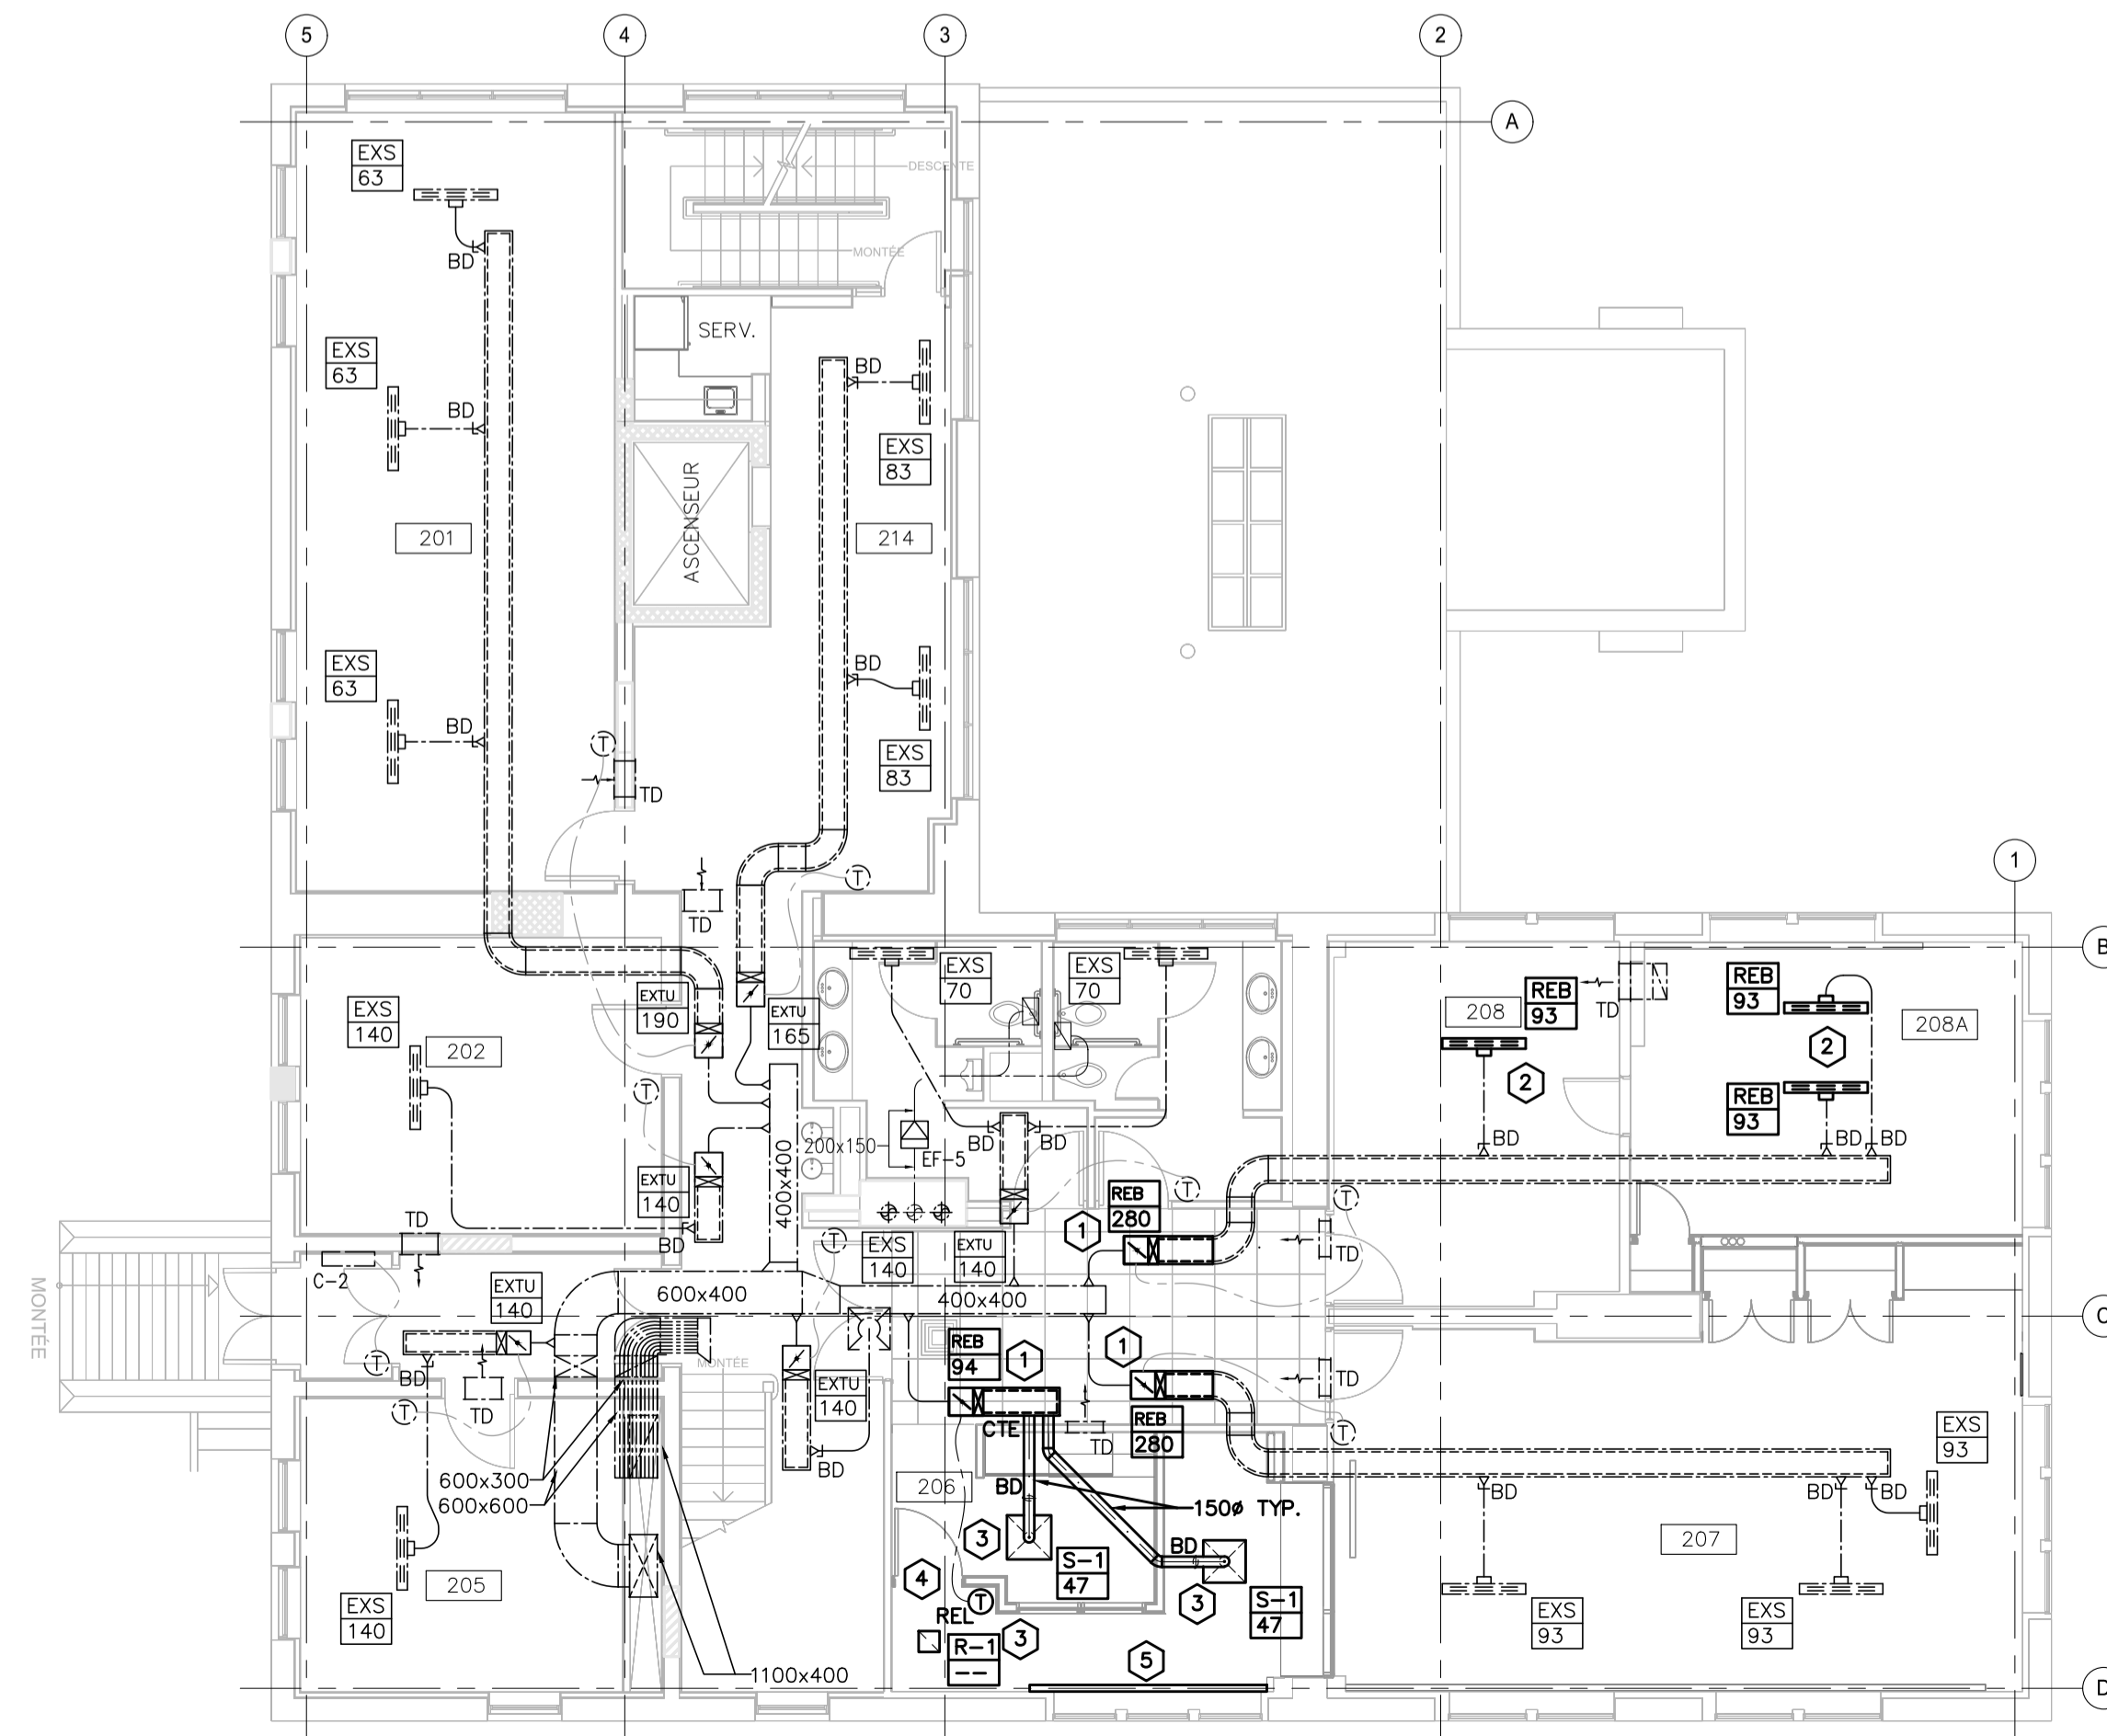 5
4
3
2
A
EXS
63
DESCENTE
BD
MONTÉE
SERV.
EXS
63
BD
BD
EXS
83
ASCENSEUR
201
214
EXS
63
BD
BD
T
TD
EXS
83
1
T
TD
B
EXS
70
EXS
70
EXTU
190
EXTU
165
EXS
140
202
208
REB
93
TD
REB
93
208A
2
2
REB
93
T
400x400
200x150
EF-5
BD
BD
BD
BD
BD
EXTU
140
BD
TD
T
REB
280
1
T
T
EXS
140
EXTU
140
TD
C-2
EXTU
140
600x400
400x400
MONTÉE
C
REB
94
1
1
TD
T
BD
TD
T
MONTÉE
EXTU
140
CTE
TD
REB
280
T
EXS
93
BD
206
BD
150ø TYP.
BD
BD
BD
600x300
600x600
3
BD
207
S-1
47
4
3
205
EXS
140
T
REL
3
S-1
47
EXS
93
EXS
93
R-1
--
5
1100x400
D